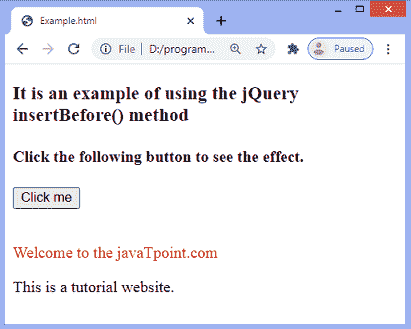 Example.html
File
D:/program...
Paused
It is an example of using the jQuery
insertBefore() method
Click the following button to see the effect.
Click me
Welcome to the javaTpoint.com
This is a tutorial website.